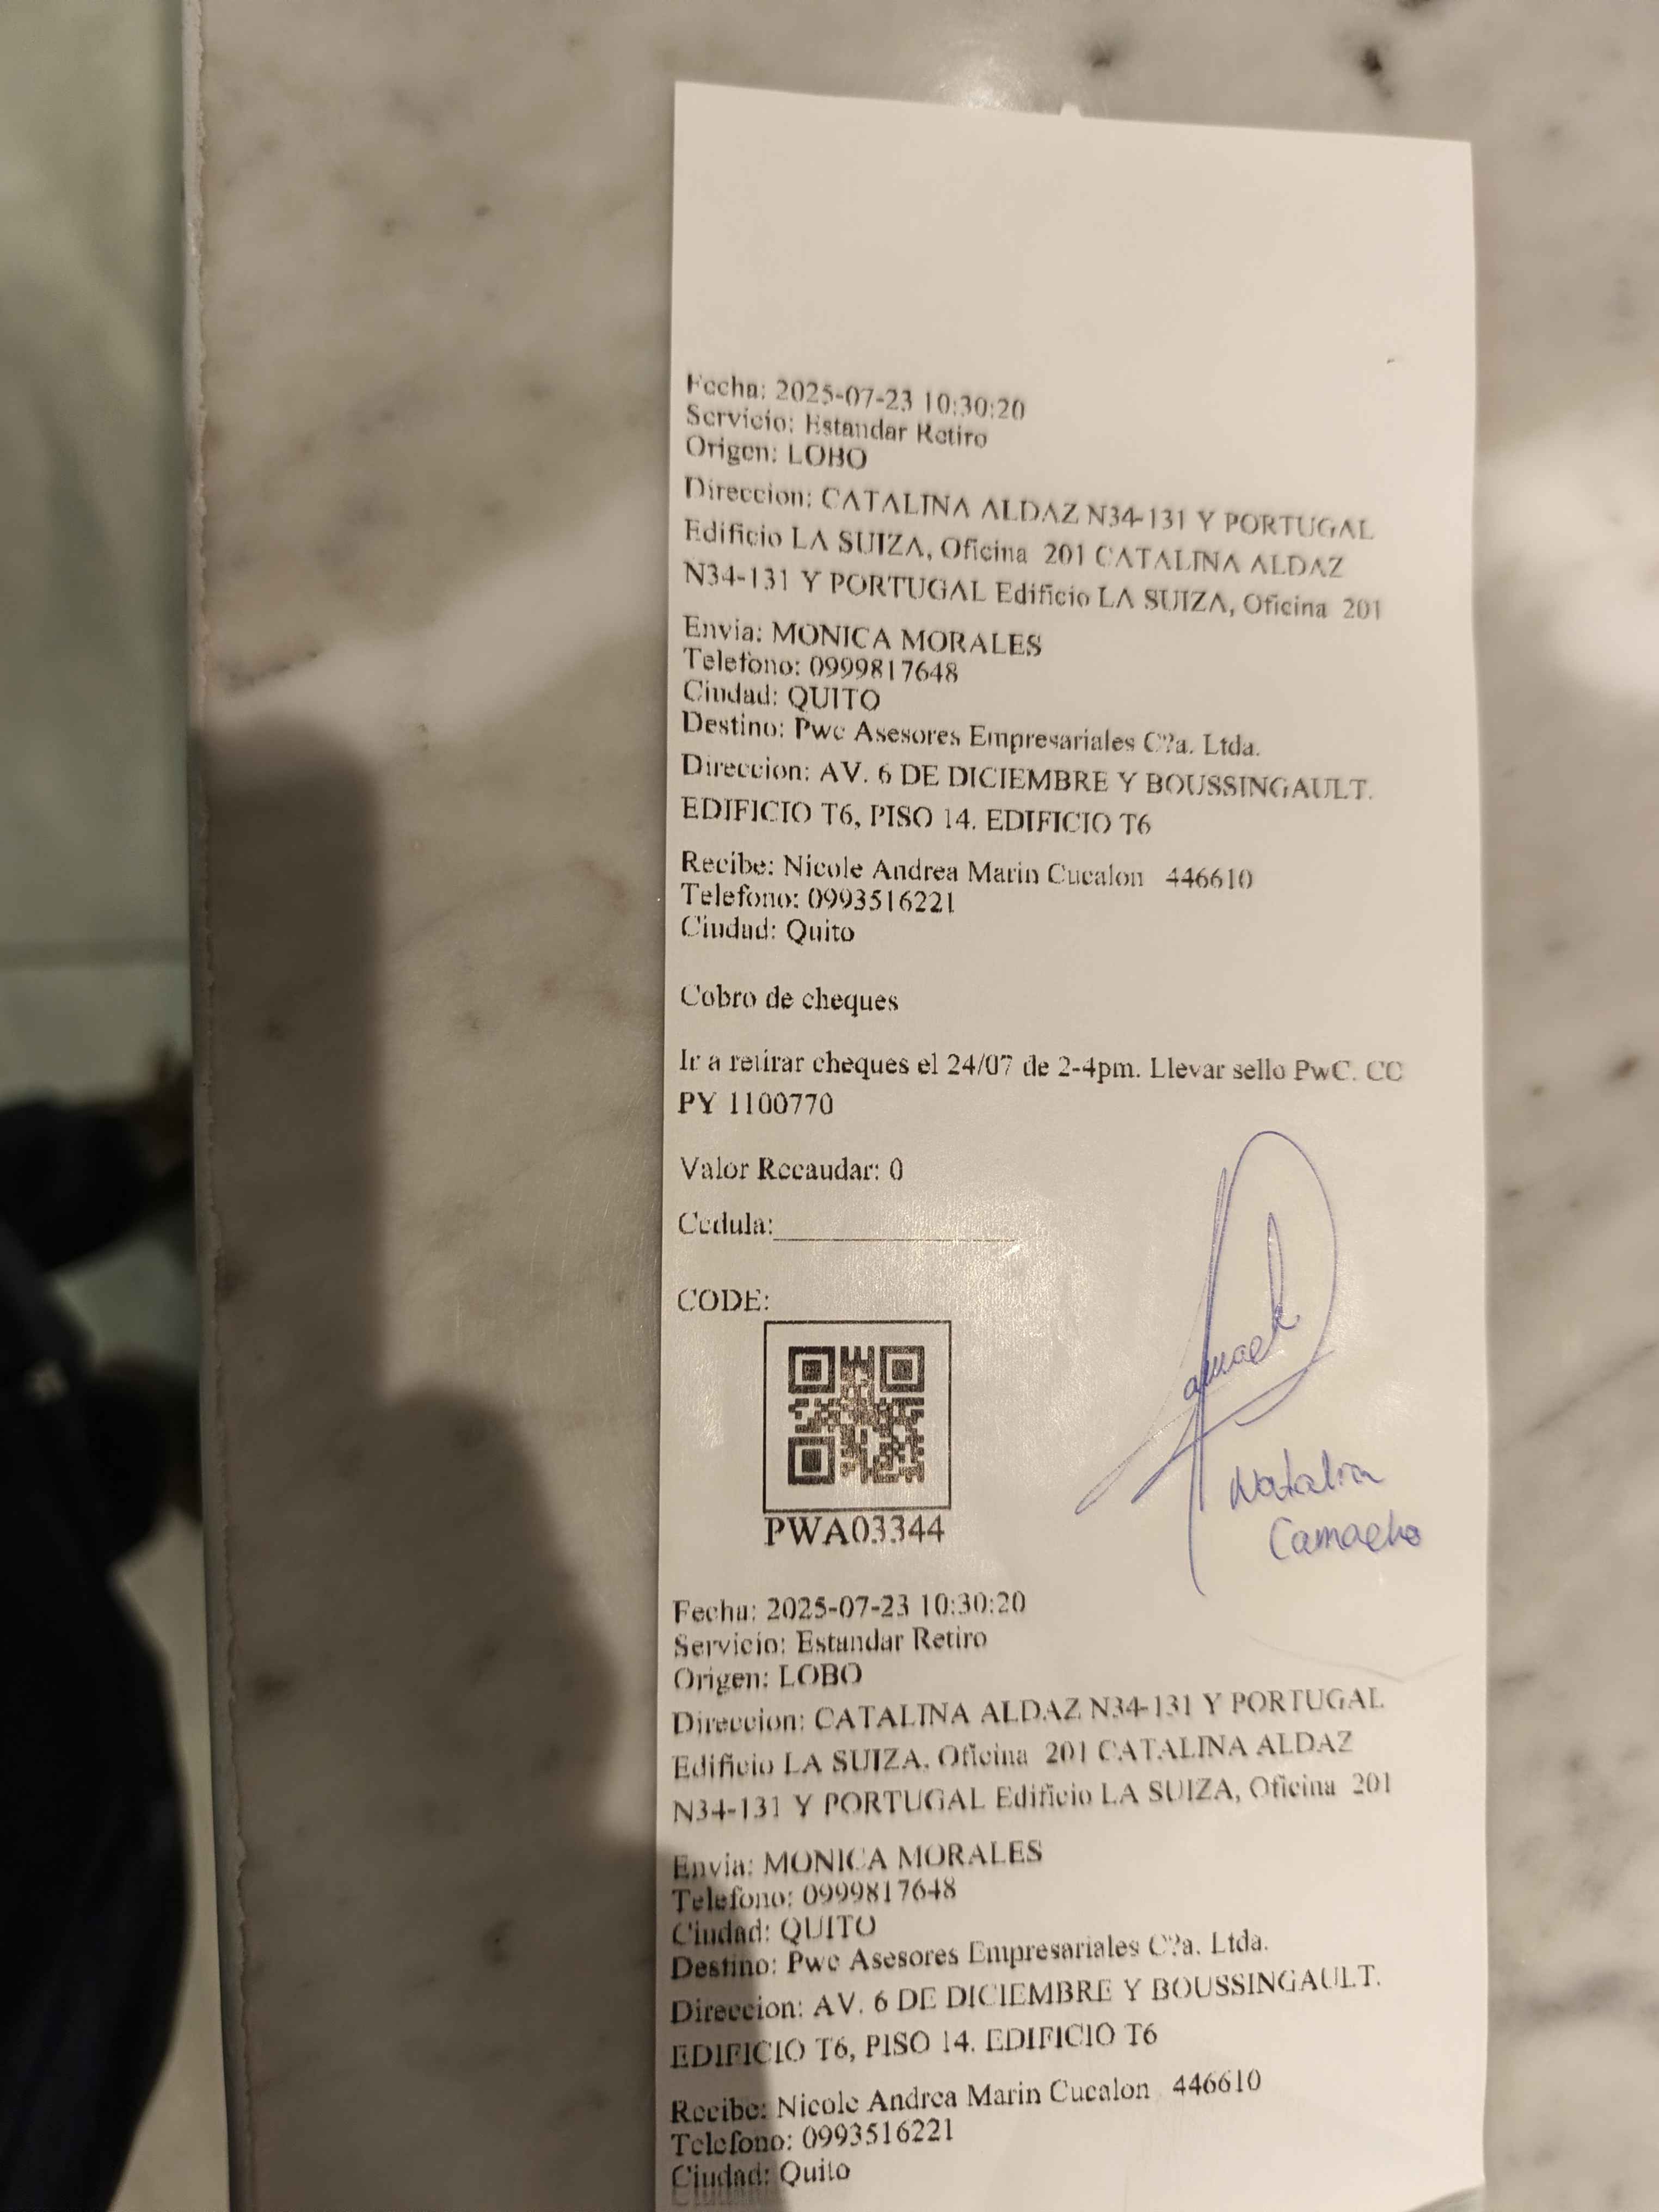 Fecha: 2025-07-23 10:30:20
Servicio: Estandar Retiro
Origen: LOBO
Direccion: CATALINA ALDAZ N34-131 Y PORTUGAL
Edificio LA SUIZA, Oficina 201 CATALINA ALDAZ
N34-131 Y PORTUGAL Edificio LA SUIZA, Oficina 201
Envia: MONICA MORALES
Telefono: 0999817648
Ciudad: QUITO
Destino: Pwc Asesores Empresariales C?a. Ltda.
Direccion: AV. 6 DE DICIEMBRE Y BOUSSINGAULT.
EDIFICIO T6, PISO 14. EDIFICIO T6
Recibe: Nicole Andrea Marin Cucalon 446610
Telefono: 0993516221
Ciudad: Quito
Cobro de cheques
Ir a retirar cheques el 24/07 de 2-4pm. Llevar sello PwC. CC
PY 1100770
Valor Recaudar: 0
Cedula:
CODE:
PWA03344
Natalia
Camacho
Fecha: 2025-07-23 10:30:20
Servicio: Estandar Retiro
Origen: LOBO
Direccion: CATALINA ALDAZ N34-131 Y PORTUGAL
Edificio LA SUIZA, Oficina 201 CATALINA ALDAZ
N34-131 Y PORTUGAL Edificio LA SUIZA, Oficina 201
Envia: MONICA MORALES
Telefono: 0999817648
Ciudad: QUITO
Destino: Pwc Asesores Empresariales C?a. Ltda.
Direccion: AV. 6 DE DICIEMBRE Y BOUSSINGAULT.
EDIFICIO T6, PISO 14. EDIFICIO T6
Recibe: Nicole Andrea Marin Cucalon 446610
Telefono: 0993516221
Ciudad: Quito